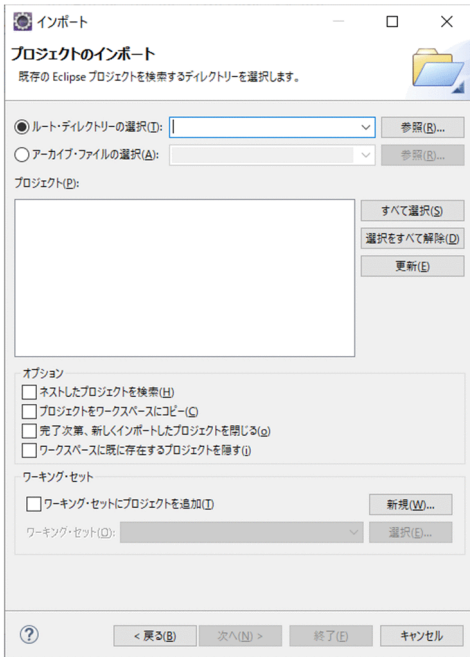 インポート
プロジェクトのインポート
既存の Eclipse プロジェクトを検索するディレクトリーを選択します。
ルート・ディレクトリーの選択(T):
参照(R)...
アーカイブ・ファイルの選択(A):
参照(R)...
プロジェクト(P):
すべて選択(S)
選択をすべて解除(D)
更新(E)
オプション
ネストしたプロジェクトを検索(H)
プロジェクトをワークスペースにコピー(C)
完了次第、新しくインポートしたプロジェクトを閉じる(o)
ワークスペースに既に存在するプロジェクトを隠す(i)
ワーキング・セット
ワーキング・セットにプロジェクトを追加(T)
新規(W)...
ワーキング・セット(O):
選択(E)...
?
< 戻る(B)
次へ(N) >
終了(F)
キャンセル